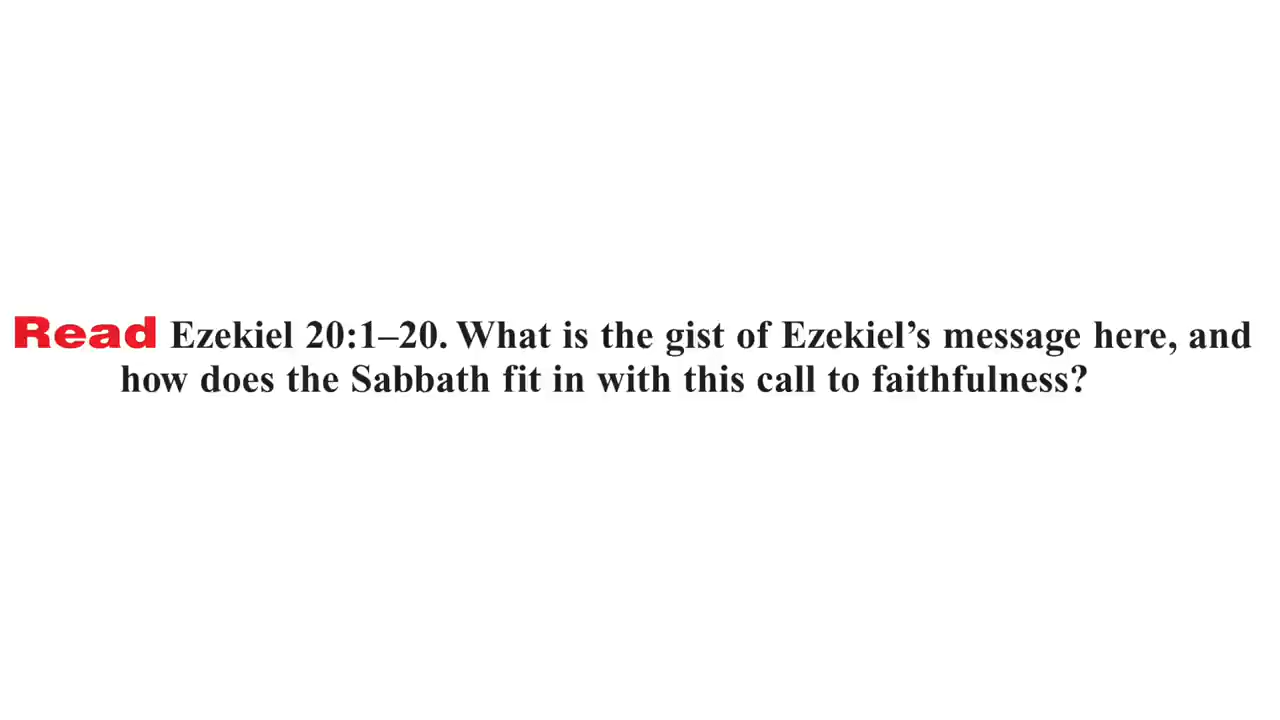 Read Ezekiel 20:1–20. What is the gist of Ezekiel’s message here, and
how does the Sabbath fit in with this call to faithfulness?